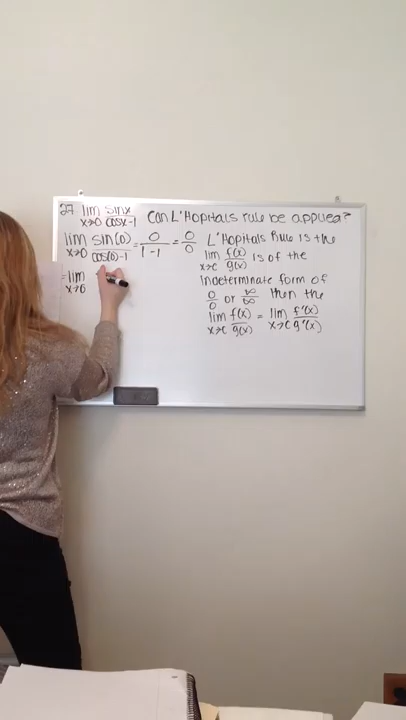 27. lim x→0 sinx/cosx-1 Can L'Hopitals rule be applied?
lim x→0 sin(0)/cos(0)-1 = 0/1-1 = 0/0
= lim x→0
L'Hopitals Rule is the
lim x→c f(x)/g(x) is of the
indeterminate form of
0/0 or ∞/∞ then the
lim x→c f(x)/g(x) = lim x→c f'(x)/g'(x)